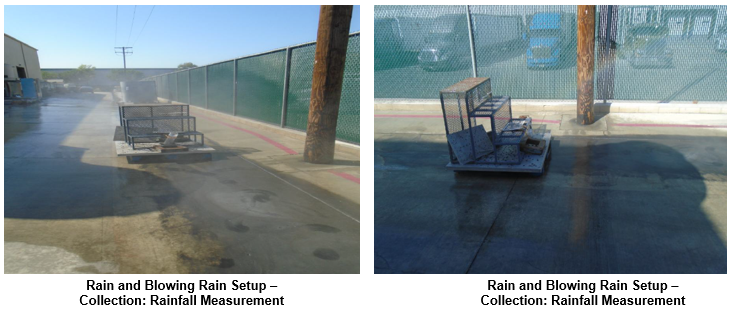 Rain and Blowing Rain Setup –
Collection: Rainfall Measurement
Rain and Blowing Rain Setup –
Collection: Rainfall Measurement